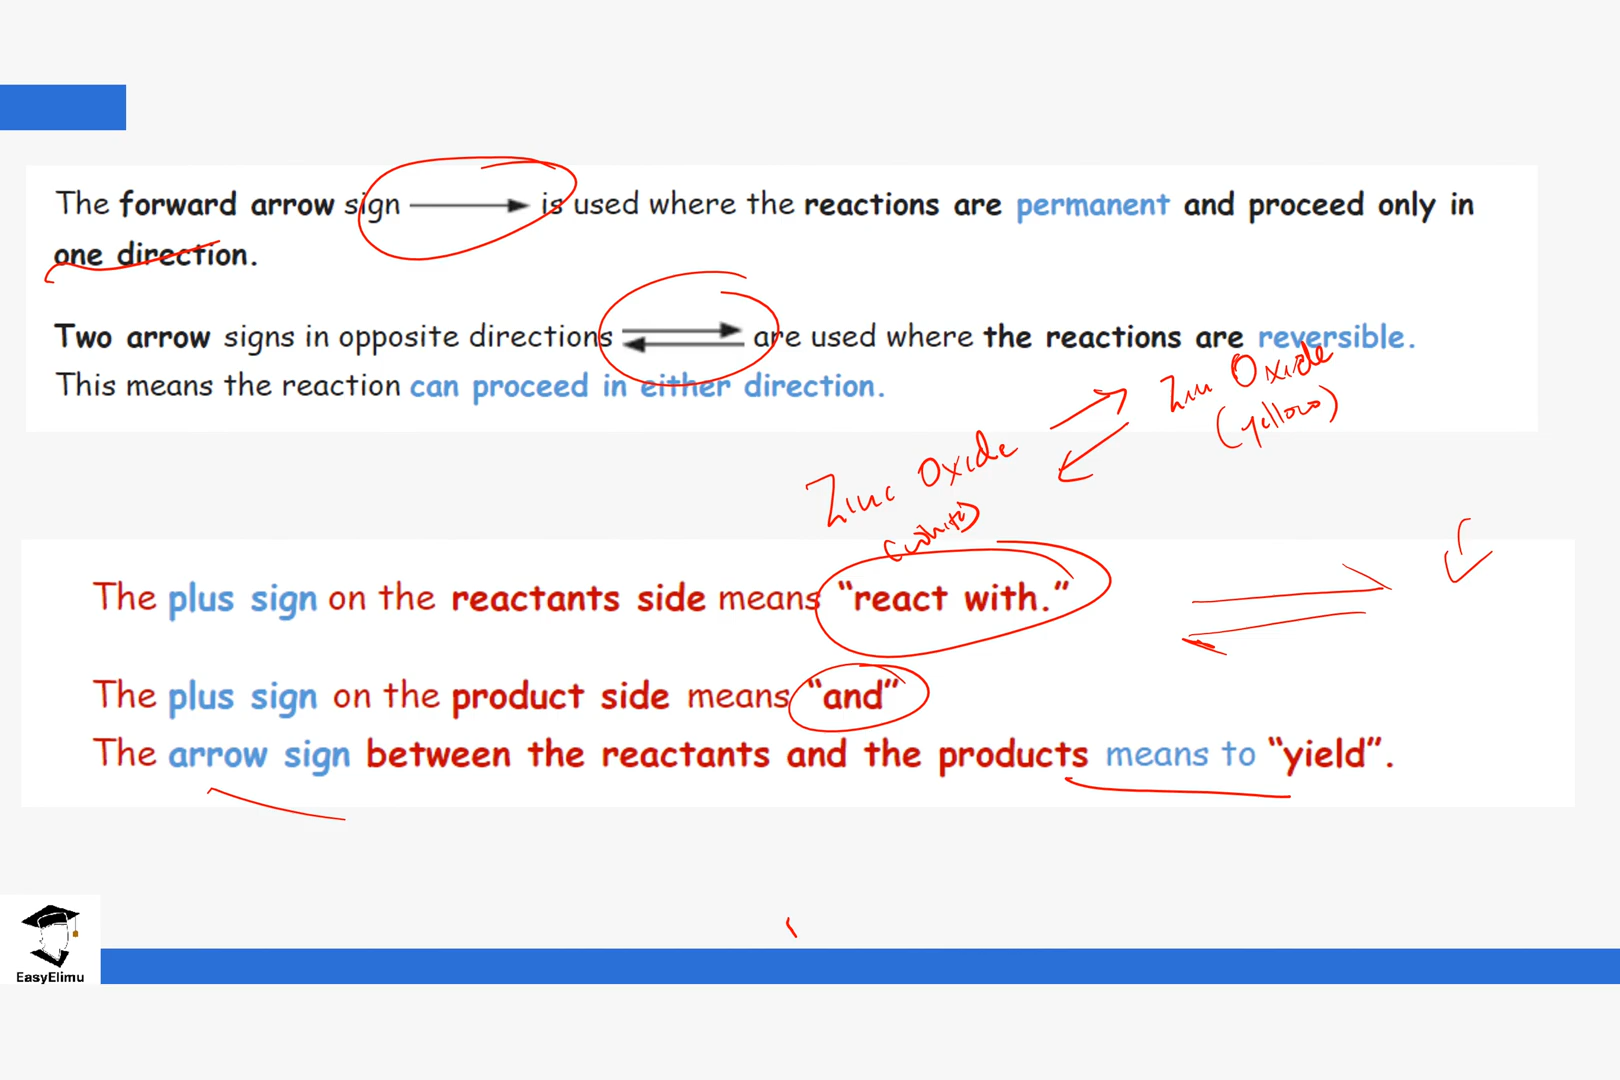 The forward arrow sign is used where the reactions are permanent and proceed only in
one direction.
Two arrow signs in opposite directions are used where the reactions are reversible.
This means the reaction can proceed in either direction.
Zinc Oxide
(yellow)
Zinc Oxide
(white)
The plus sign on the reactants side means “react with.”
The plus sign on the product side means “and”
The arrow sign between the reactants and the products means to “yield”.
EasyElimu